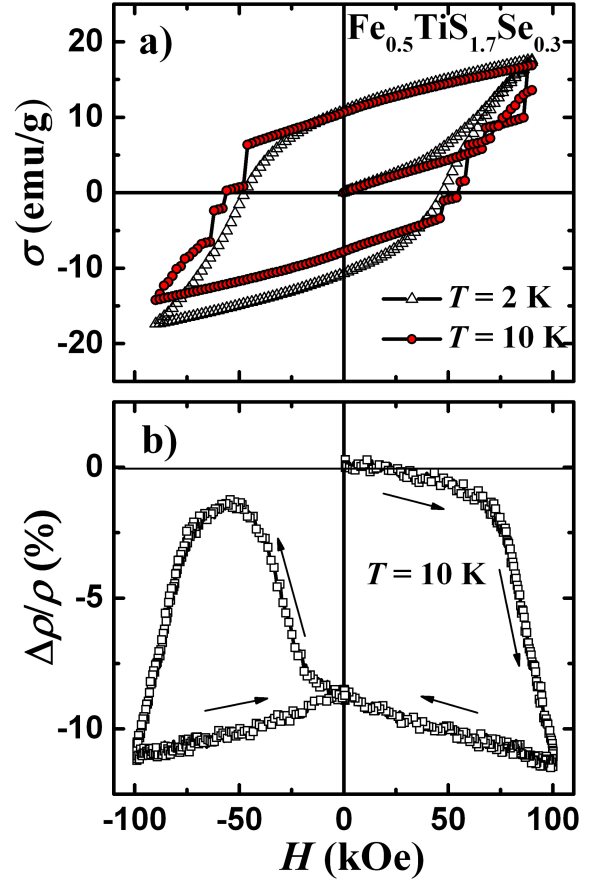 a)
Fe0.5TiS1.7Se0.3
20
10
0
-10
-20
σ (emu/g)
T = 2 K
T = 10 K
b)
0
-5
-10
Δρ/ρ (%)
T = 10 K
-100 -50 0 50 100
H (kOe)